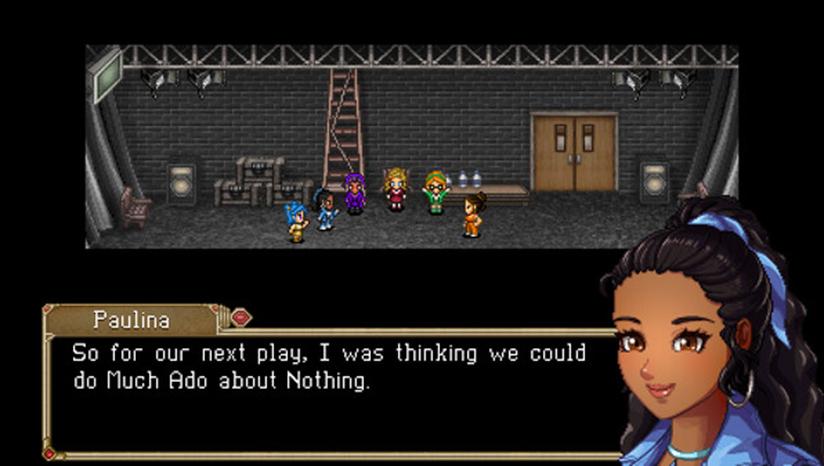 Paulina
So for our next play, I was thinking we could
do Much Ado about Nothing.